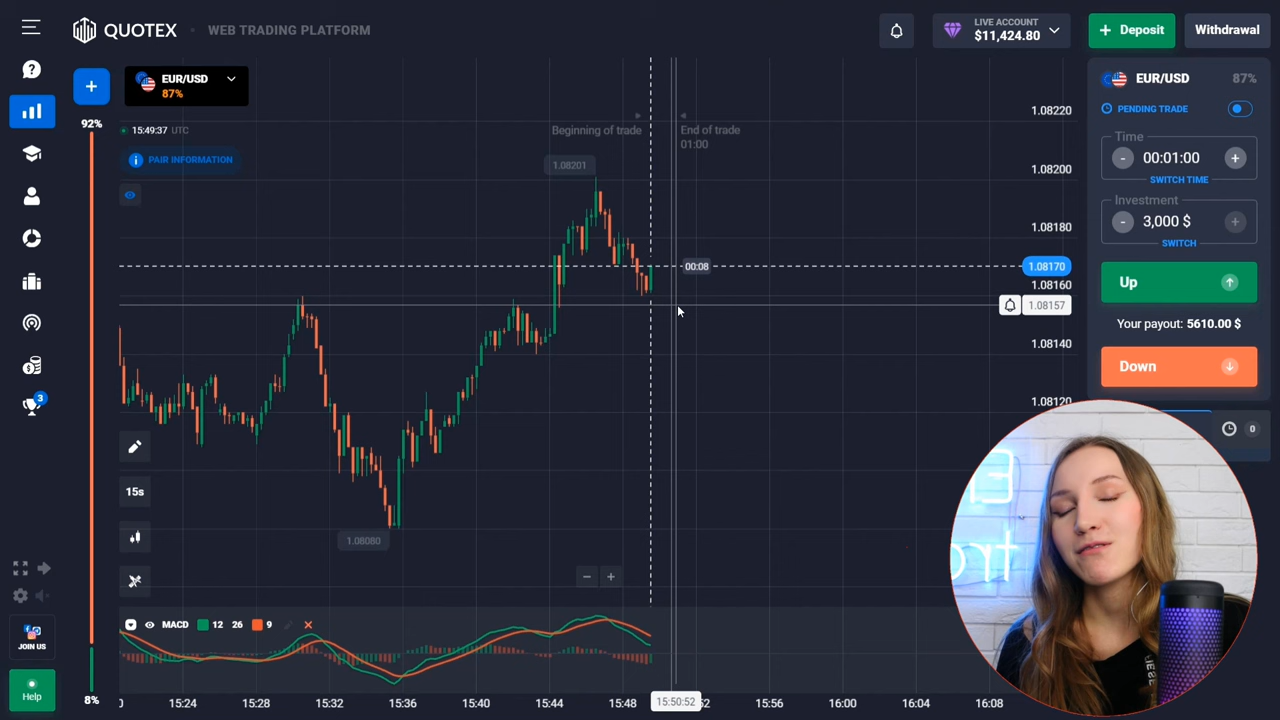 QUOTEX
WEB TRADING PLATFORM
LIVE ACCOUNT
$11,424.80
+ Deposit
Withdrawal
+
EUR/USD
87%
92%
15:49:37 UTC
PAIR INFORMATION
Beginning of trade
End of trade
01:00
1.08201
1.08080
00:08
1.08220
1.08200
1.08180
1.08170
1.08160
1.08157
1.08140
1.08120
EUR/USD
87%
PENDING TRADE
Time
- 00:01:00 +
SWITCH TIME
Investment
- 3,000 $ +
SWITCH
Up
Your payout: 5610.00 $
Down
0
3
15s
JOIN US
Help
8%
− +
MACD 12 26 9
15:24
15:28
15:32
15:36
15:40
15:44
15:48
15:50:52
15:56
16:00
16:04
16:08